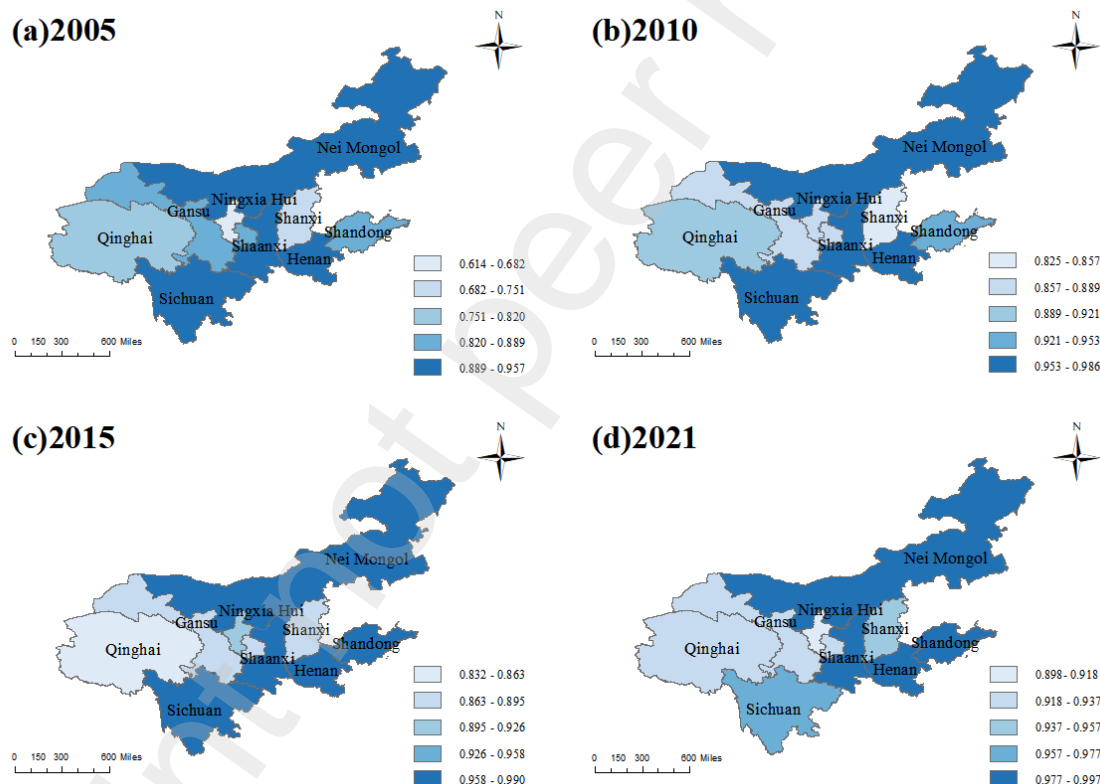 (a)2005
N
Nei Mongol
Ningxia Hui
Gansu
Shanxi
Qinghai
Shaanxi
Shandong
Henan
Sichuan
0.614 - 0.682
0.682 - 0.751
0.751 - 0.820
0.820 - 0.889
0.889 - 0.957
0 150 300 600 Miles
(b)2010
N
Nei Mongol
Ningxia Hui
Gansu
Shanxi
Qinghai
Shaanxi
Shandong
Henan
Sichuan
0.825 - 0.857
0.857 - 0.889
0.889 - 0.921
0.921 - 0.953
0.953 - 0.986
0 150 300 600 Miles
(c)2015
N
Nei Mongol
Ningxia Hui
Gansu
Shanxi
Qinghai
Shaanxi
Shandong
Henan
Sichuan
0.832 - 0.863
0.863 - 0.895
0.895 - 0.926
0.926 - 0.958
0.958 - 0.990
0 150 300 600 Miles
(d)2021
N
Nei Mongol
Ningxia Hui
Gansu
Shanxi
Qinghai
Shaanxi
Shandong
Henan
Sichuan
0.898 - 0.918
0.918 - 0.937
0.937 - 0.957
0.957 - 0.977
0.977 - 0.997
0 150 300 600 Miles
not peer